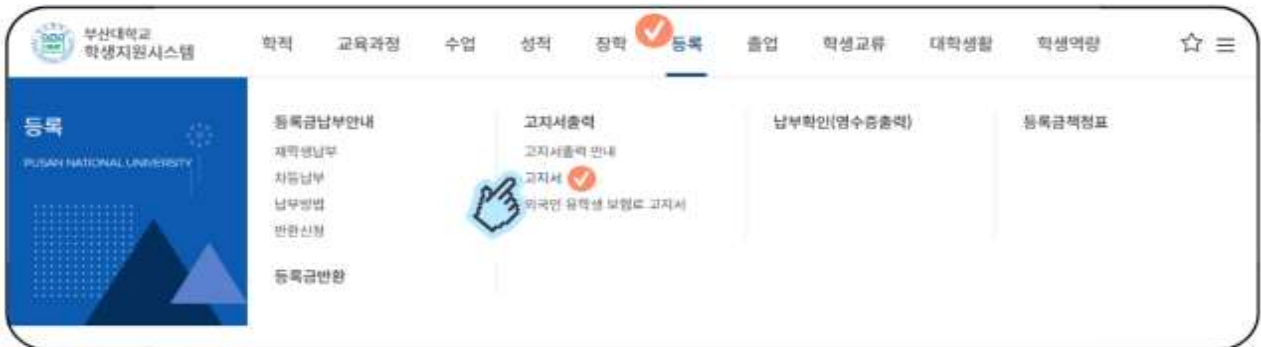 부산대학교
학생지원시스템
학적 교육과정 수업 성적 장학 등록 졸업 학생교류 대학생활 학생역량
등록
PUSAN NATIONAL UNIVERSITY
등록금납부안내
재학생납부
차등납부
납부방법
반환신청
등록금반환
고지서출력
고지서출력 안내
고지서
외국인 유학생 보험료 고지서
납부확인(영수증출력)
등록금책정표